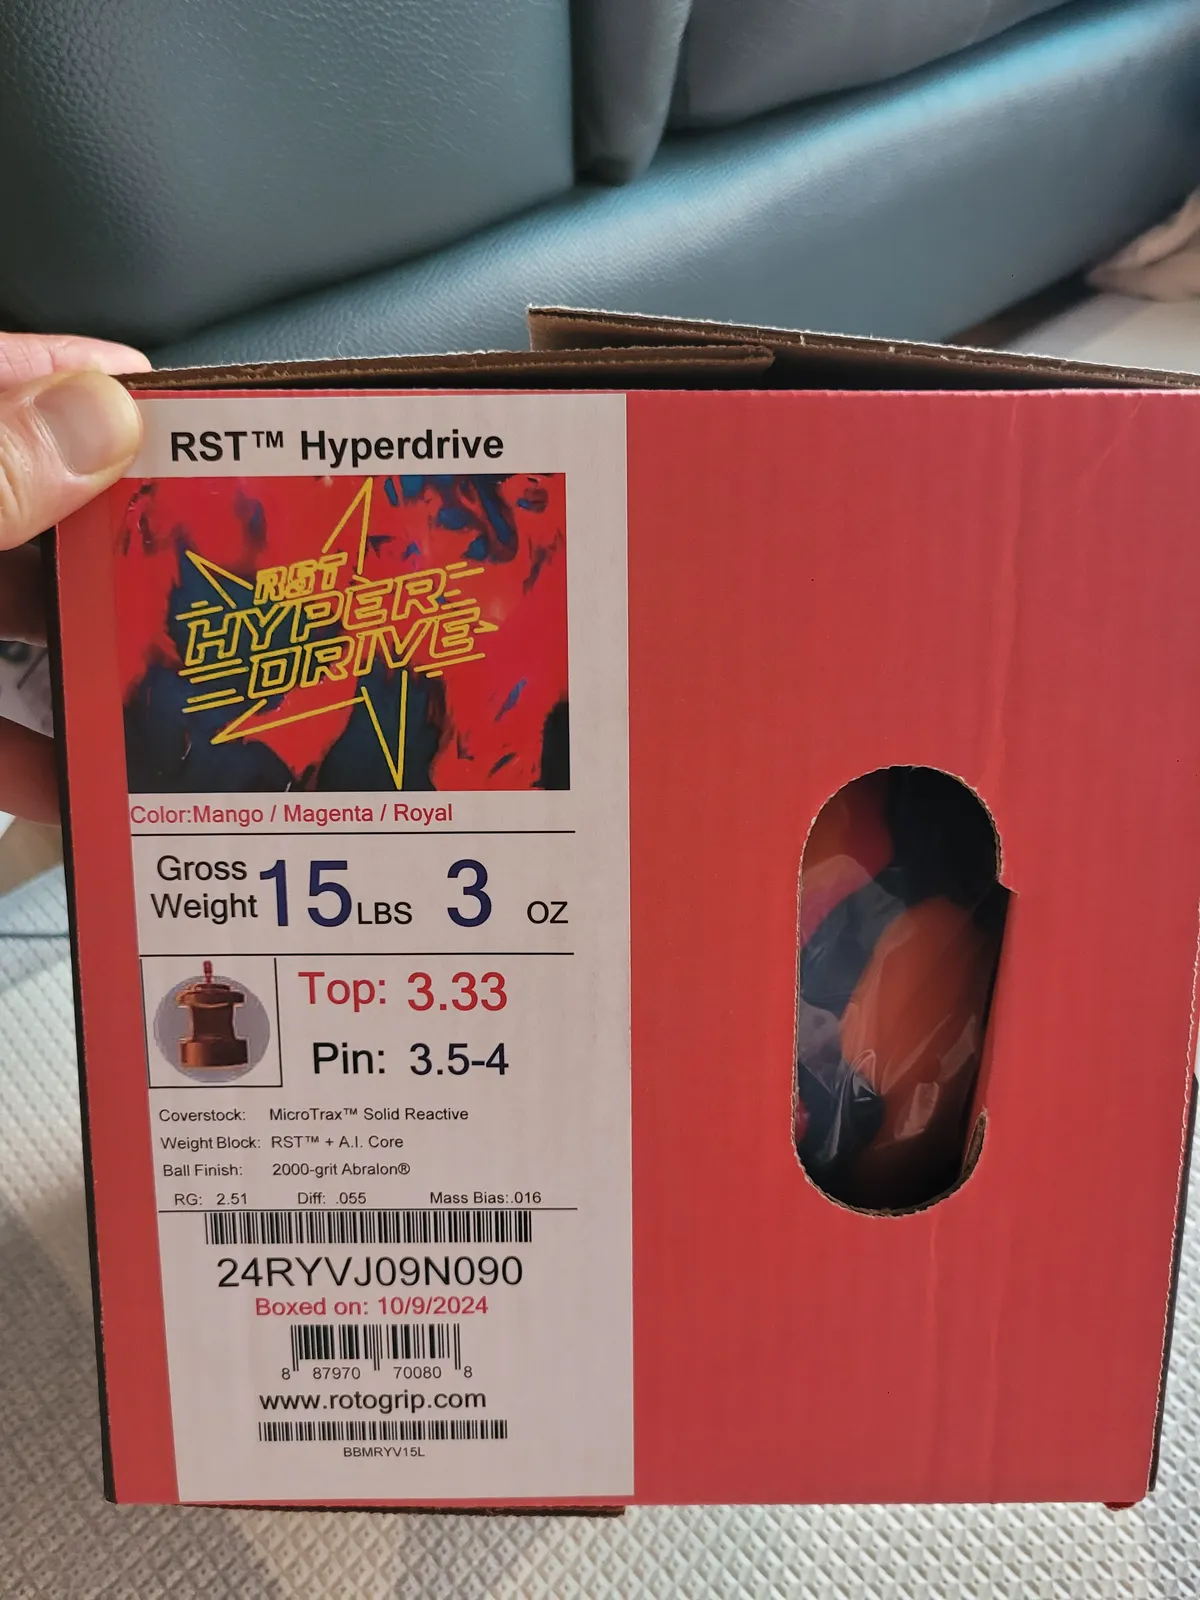 RST™ Hyperdrive
RST
HYPER
DRIVE
Color:Mango / Magenta / Royal
Gross Weight 15 LBS 3 OZ
Top: 3.33
Pin: 3.5-4
Coverstock: MicroTrax™ Solid Reactive
Weight Block: RST™ + A.I. Core
Ball Finish: 2000-grit Abralon®
RG: 2.51 Diff: .055 Mass Bias:.016
24RYVJ09N090
Boxed on: 10/9/2024
8 87970 70080 8
www.rotogrip.com
BBMRYV15L